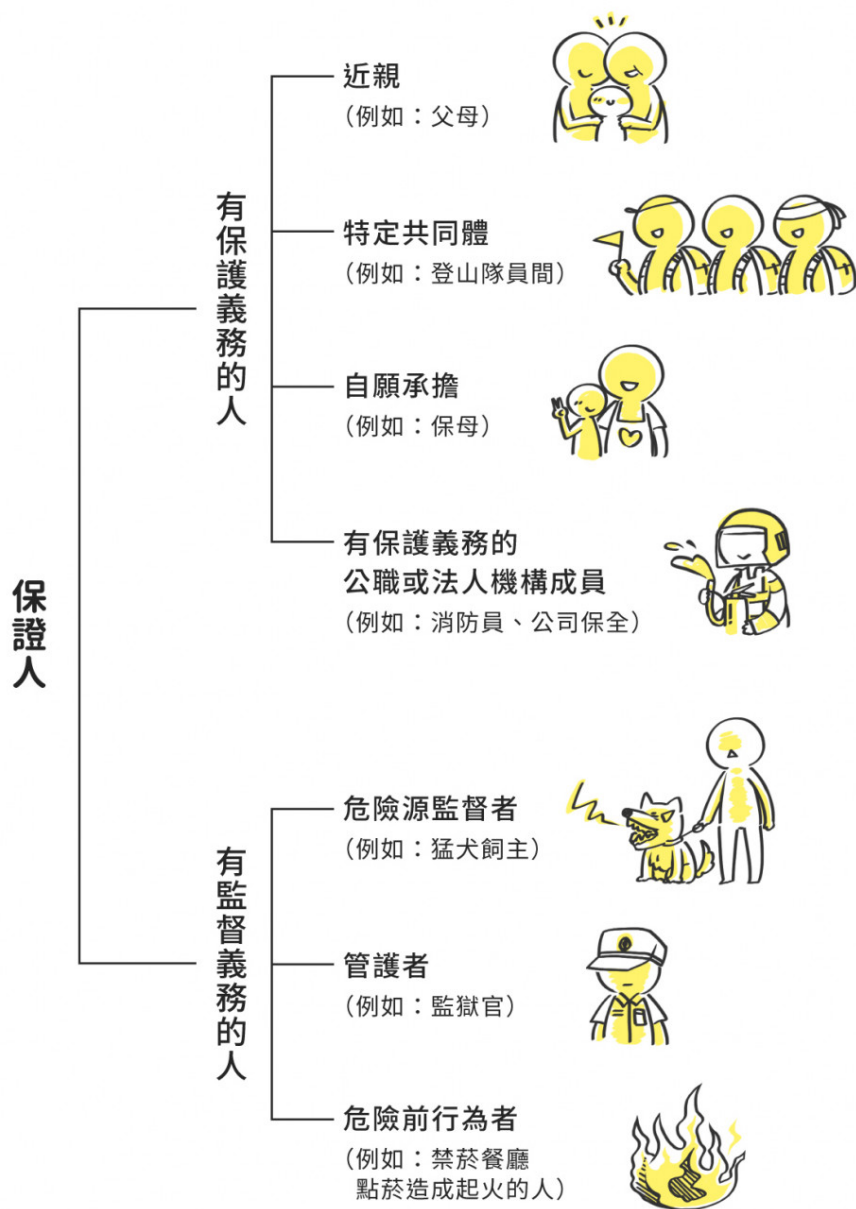 保證人
有保護義務的人
近親
（例如：父母）
特定共同體
（例如：登山隊員間）
自願承擔
（例如：保母）
有保護義務的
公職或法人機構成員
（例如：消防員、公司保全）
有監督義務的人
危險源監督者
（例如：猛犬飼主）
管護者
（例如：監獄官）
危險前行為者
（例如：禁菸餐廳
點菸造成起火的人）